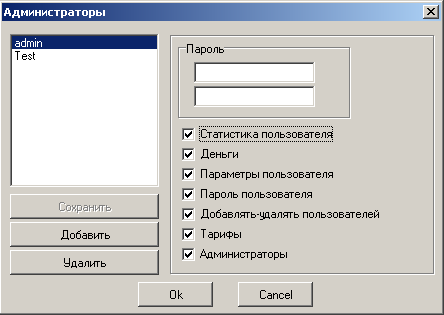 Администраторы
admin
Test
Пароль
Статистика пользователя
Деньги
Параметры пользователя
Пароль пользователя
Добавлять-удалять пользователей
Тарифы
Администраторы
Сохранить
Добавить
Удалить
Ok
Cancel